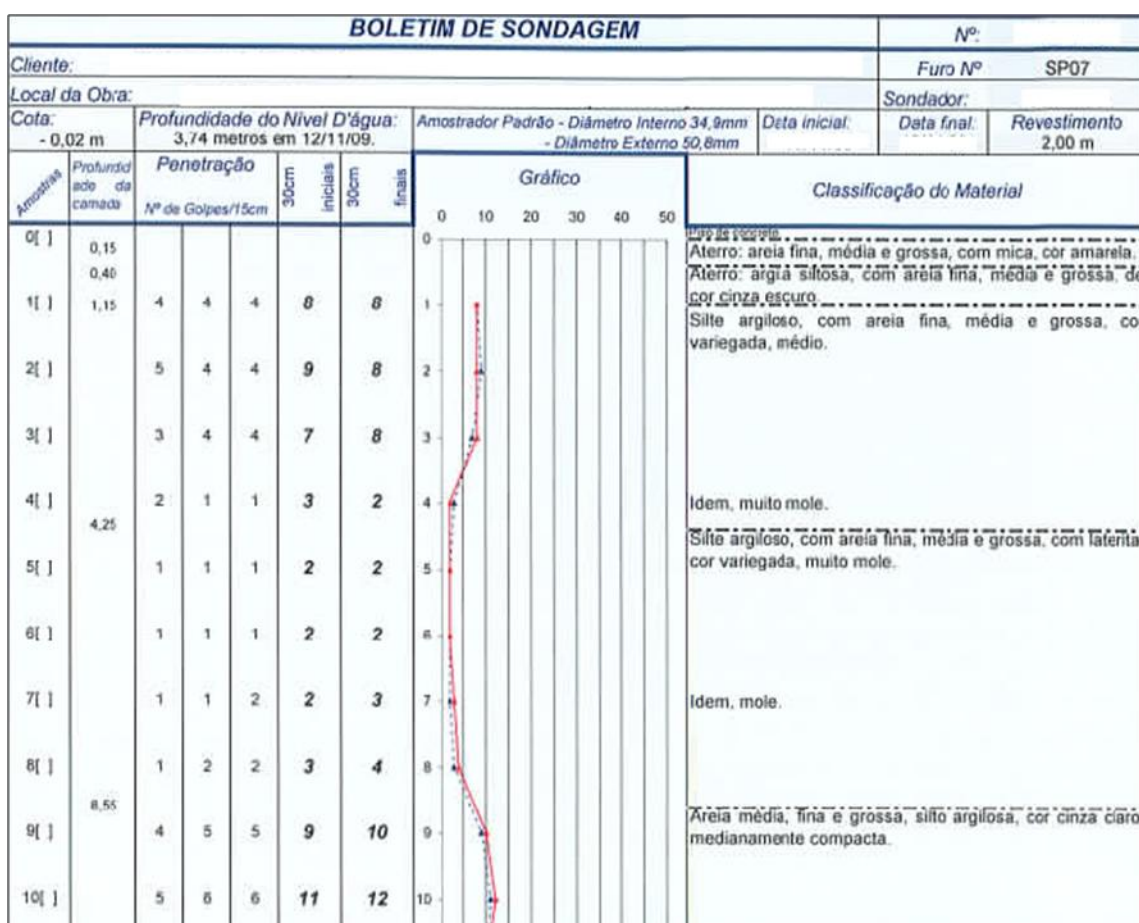 BOLETIM DE SONDAGEM
Nº:
Cliente:
Furo Nº SP07
Local da Obra:
Sondador:
Cota:
- 0,02 m
Profundidade do Nível D'água:
3,74 metros em 12/11/09.
Amostrador Padrão - Diâmetro Interno 34,9mm
- Diâmetro Externo 50,8mm
Data inicial:
Data final:
Revestimento
2,00 m
Amostras
Profundid
ade da
camada
Penetração
Nº de Golpes/15cm
30cm
iniciais
30cm
finais
Gráfico
0 10 20 30 40 50
Classificação do Material
0[ ] 0
Piso de concreto
0,15
Aterro: areia fina, média e grossa, com mica, cor amarela.
0,40
Aterro: argila siltosa, com areia fina, média e grossa, de
cor cinza escuro.
1[ ] 1,15 4 4 4 8 8 1
Silte argiloso, com areia fina, média e grossa, co
variegada, médio.
2[ ] 5 4 4 9 8 2
3[ ] 3 4 4 7 8 3
4[ ] 2 1 1 3 2 4 Idem, muito mole.
4,25
Silte argiloso, com areia fina, média e grossa, com laterita
cor variegada, muito mole.
5[ ] 1 1 1 2 2 5
6[ ] 1 1 1 2 2 6
7[ ] 1 1 2 2 3 7 Idem, mole.
8[ ] 1 2 2 3 4 8
8,55
Areia média, fina e grossa, silto argilosa, cor cinza claro
medianamente compacta.
9[ ] 4 5 5 9 10 9
10[ ] 5 6 6 11 12 10